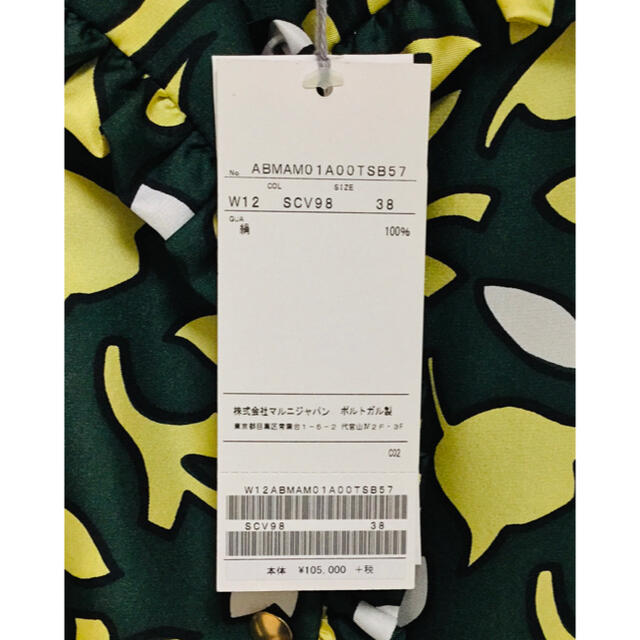 No ABMAM01A00TSB57
COL SIZE
W12 SCV98 38
QUA
絹 100%
株式会社マルニジャパン ポルトガル製
東京都目黒区青葉台1-6-2 代官山Ⅳ2F・3F
C02
W12ABMAM01A00TSB57
SCV98 38
本体 ¥105,000 +税